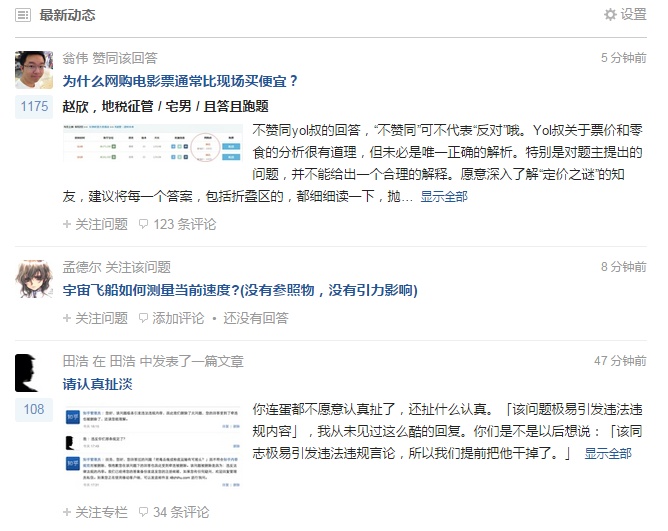 最新动态
设置
翁伟 赞同该回答
5 分钟前
为什么网购电影票通常比现场买便宜？
1175
赵欣，地税征管 / 宅男 / 且答且跑题
不赞同yol叔的回答，“不赞同”可不代表“反对”哦。Yol叔关于票价和零
食的分析很有道理，但未必是唯一正确的解析。特别是对题主提出的
问题，并不能给出一个合理的解释。愿意深入了解“定价之谜”的知
友，建议将每一个答案，包括折叠区的，都细细读一下，抛… 显示全部
关注问题 123 条评论
孟德尔 关注该问题
8 分钟前
宇宙飞船如何测量当前速度?(没有参照物，没有引力影响)
关注问题 添加评论 • 还没有回答
田浩 在 田浩 中发表了一篇文章
47 分钟前
请认真扯淡
108
你连蛋都不愿意认真扯了，还扯什么认真。「该问题极易引发违法违
规内容」，我从未见过这么酷的回复。你们是不是以后想说：「该同
志极易引发违法违规言论，所以我们提前把他干掉了。」 显示全部
知乎
知乎
关注专栏 34 条评论